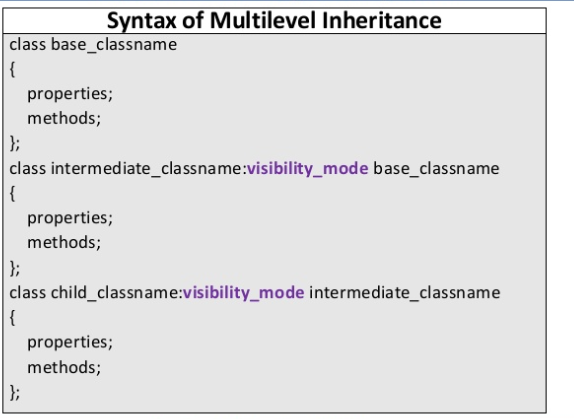 Syntax of Multilevel Inheritance
class base_classname
{
properties;
methods;
};
class intermediate_classname:visibility_mode base_classname
{
properties;
methods;
};
class child_classname:visibility_mode intermediate_classname
{
properties;
methods;
};